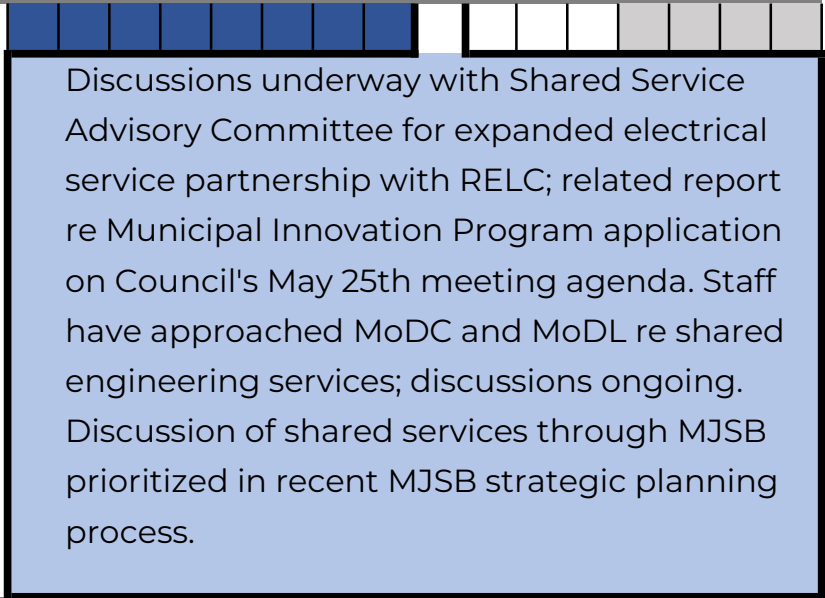 Discussions underway with Shared Service
Advisory Committee for expanded electrical
service partnership with RELC; related report
re Municipal Innovation Program application
on Council's May 25th meeting agenda. Staff
have approached MoDC and MoDL re shared
engineering services; discussions ongoing.
Discussion of shared services through MJSB
prioritized in recent MJSB strategic planning
process.